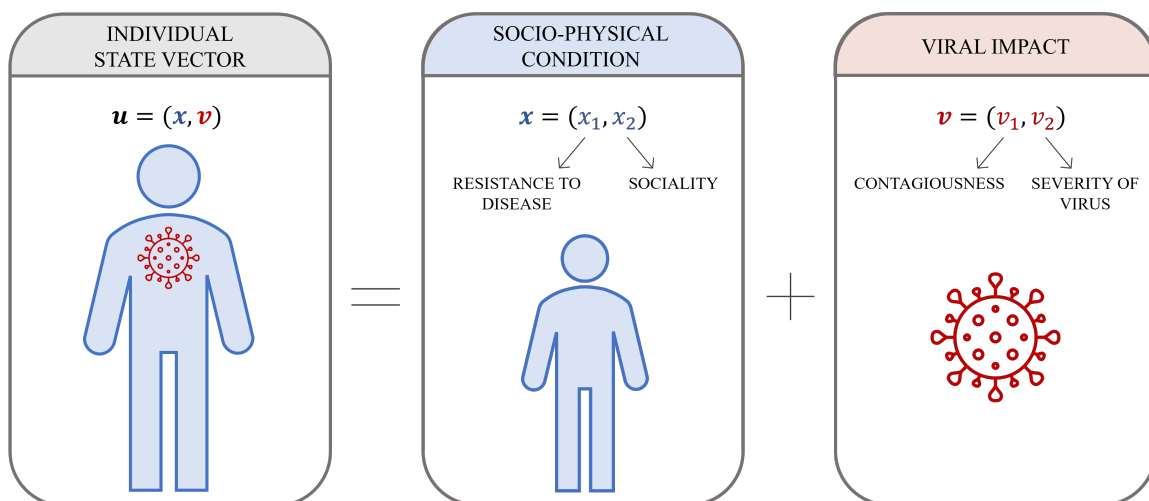 INDIVIDUAL
STATE VECTOR
u = (x, v)
SOCIO-PHYSICAL
CONDITION
x = (x₁, x₂)
RESISTANCE TO
DISEASE
SOCIALITY
VIRAL IMPACT
v = (v₁, v₂)
CONTAGIOUSNESS
SEVERITY OF
VIRUS
=
+